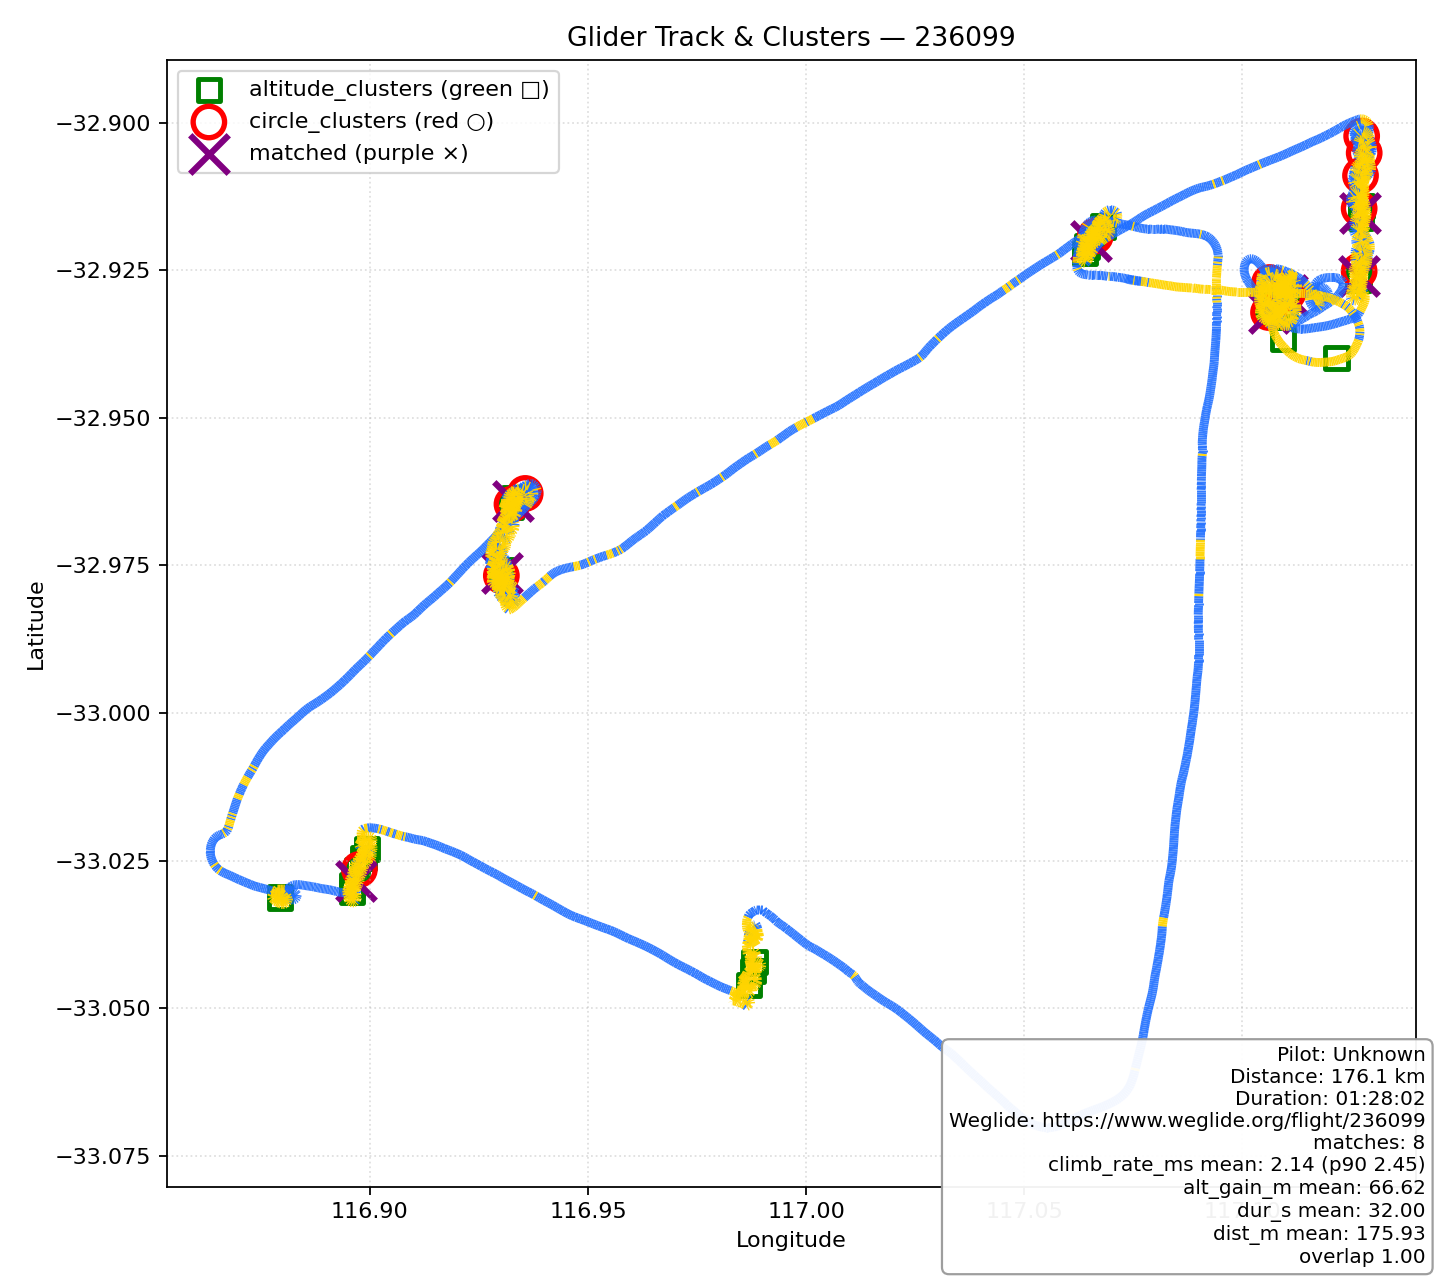 Glider Track & Clusters — 236099
altitude_clusters (green □)
circle_clusters (red ○)
matched (purple ×)
Latitude
−32.900
−32.925
−32.950
−32.975
−33.000
−33.025
−33.050
−33.075
116.90
116.95
117.00
117.05
Longitude
Pilot: Unknown
Distance: 176.1 km
Duration: 01:28:02
Weglide: https://www.weglide.org/flight/236099
matches: 8
climb_rate_ms mean: 2.14 (p90 2.45)
alt_gain_m mean: 66.62
dur_s mean: 32.00
dist_m mean: 175.93
overlap 1.00